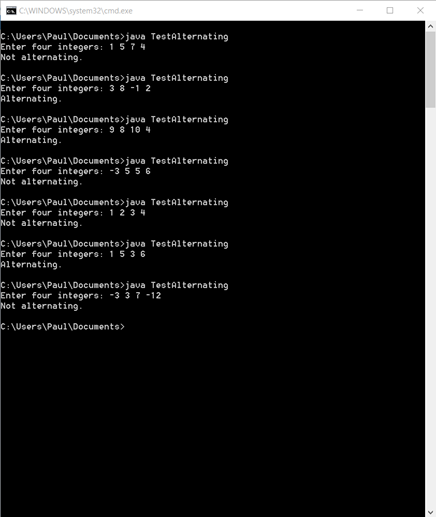 C:\WINDOWS\system32\cmd.exe
C:\Users\Paul\Documents>java TestAlternating
Enter four integers: 1 5 7 4
Not alternating.
C:\Users\Paul\Documents>java TestAlternating
Enter four integers: 3 8 -1 2
Alternating.
C:\Users\Paul\Documents>java TestAlternating
Enter four integers: 9 8 10 4
Alternating.
C:\Users\Paul\Documents>java TestAlternating
Enter four integers: -3 5 5 6
Not alternating.
C:\Users\Paul\Documents>java TestAlternating
Enter four integers: 1 2 3 4
Not alternating.
C:\Users\Paul\Documents>java TestAlternating
Enter four integers: 1 5 3 6
Alternating.
C:\Users\Paul\Documents>java TestAlternating
Enter four integers: -3 3 7 -12
Not alternating.
C:\Users\Paul\Documents>